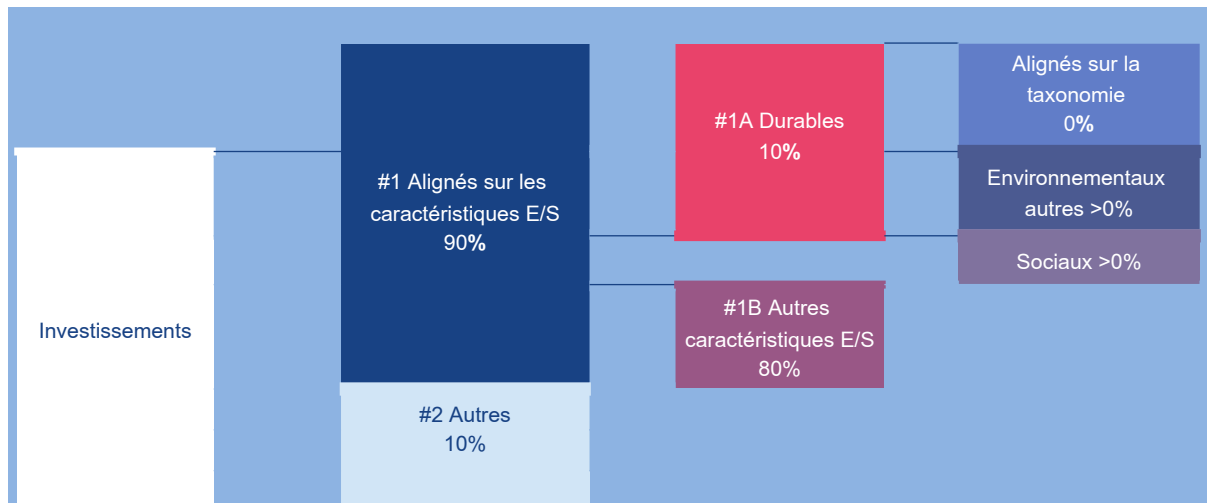 Investissements
#1 Alignés sur les
caractéristiques E/S
90%
#2 Autres
10%
#1A Durables
10%
#1B Autres
caractéristiques E/S
80%
Alignés sur la
taxonomie
0%
Environnementaux
autres >0%
Sociaux >0%